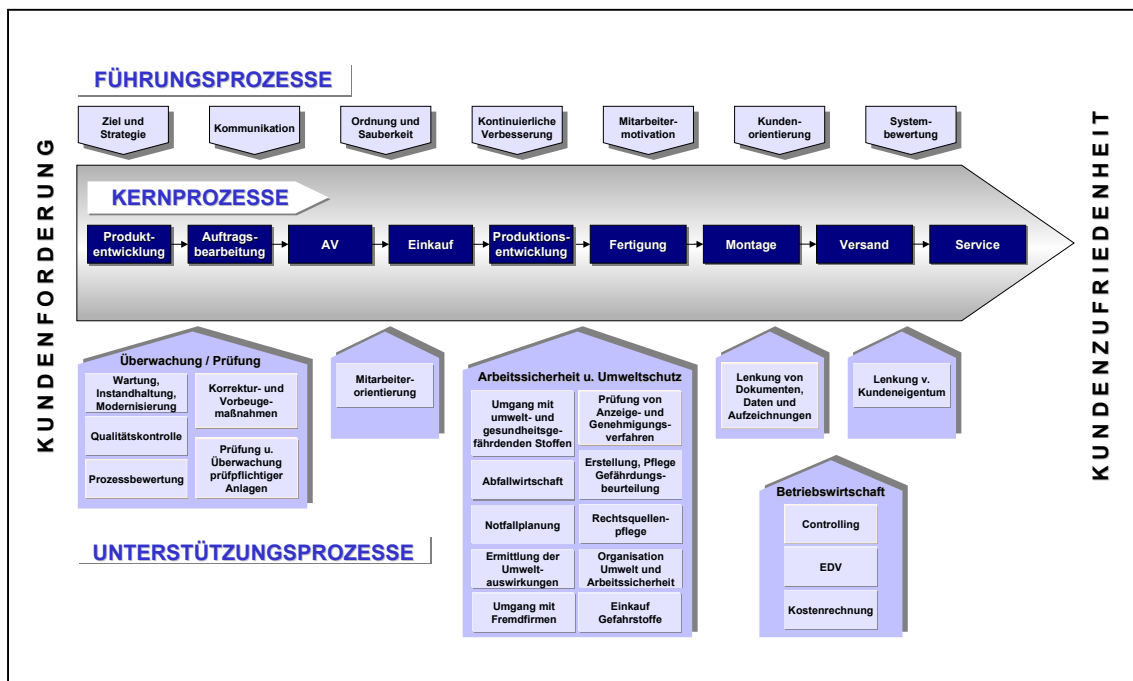 KUNDENFORDERUNG
FÜHRUNGSPROZESSE
Ziel und
Strategie
Kommunikation
Ordnung und
Sauberkeit
Kontinuierliche
Verbesserung
Mitarbeiter-
motivation
Kunden-
orientierung
System-
bewertung
KERNPROZESSE
Produkt-
entwicklung
Auftrags-
bearbeitung
AV
Einkauf
Produktions-
entwicklung
Fertigung
Montage
Versand
Service
Überwachung / Prüfung
Wartung,
Instandhaltung,
Modernisierung
Qualitätskontrolle
Prozessbewertung
Korrektur- und
Vorbeuge-
maßnahmen
Prüfung u.
Überwachung
prüfpflichtiger
Anlagen
Mitarbeiter-
orientierung
Arbeitssicherheit u. Umweltschutz
Umgang mit
umwelt- und
gesundheitsge-
fährdenden Stoffen
Abfallwirtschaft
Notfallplanung
Ermittlung der
Umwelt-
auswirkungen
Umgang mit
Fremdfirmen
Prüfung von
Anzeige- und
Genehmigungs-
verfahren
Erstellung, Pflege
Gefährdungs-
beurteilung
Rechtsquellen-
pflege
Organisation
Umwelt und
Arbeitssicherheit
Einkauf
Gefahrstoffe
Lenkung von
Dokumenten,
Daten und
Aufzeichnungen
Lenkung v.
Kundeneigentum
Betriebswirtschaft
Controlling
EDV
Kostenrechnung
UNTERSTÜTZUNGSPROZESSE
KUNDENZUFRIEDENHEIT